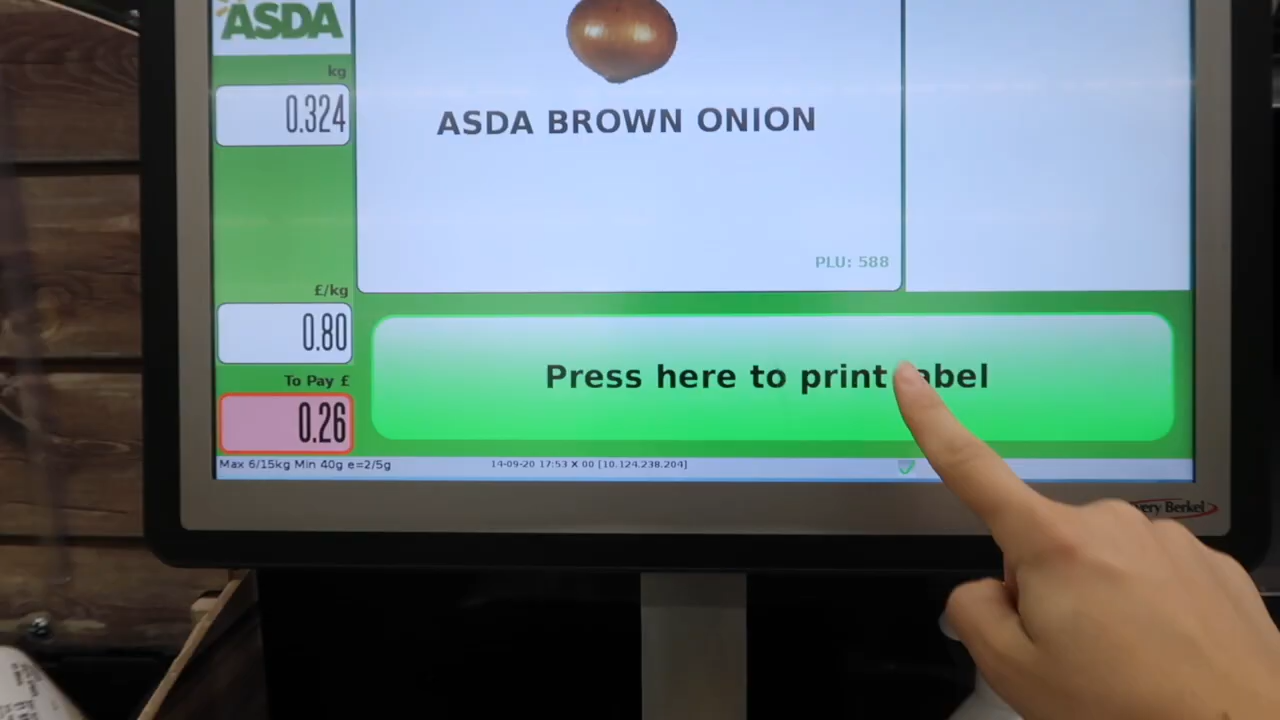 ASDA
kg
0.324
ASDA BROWN ONION
PLU: 588
£/kg
0.80
Press here to print abel
To Pay £
0.26
Max 6/15kg Min 40g e=2/5g
14-09-20 17:53 X 00 [10.124.238.204]
very Berkel